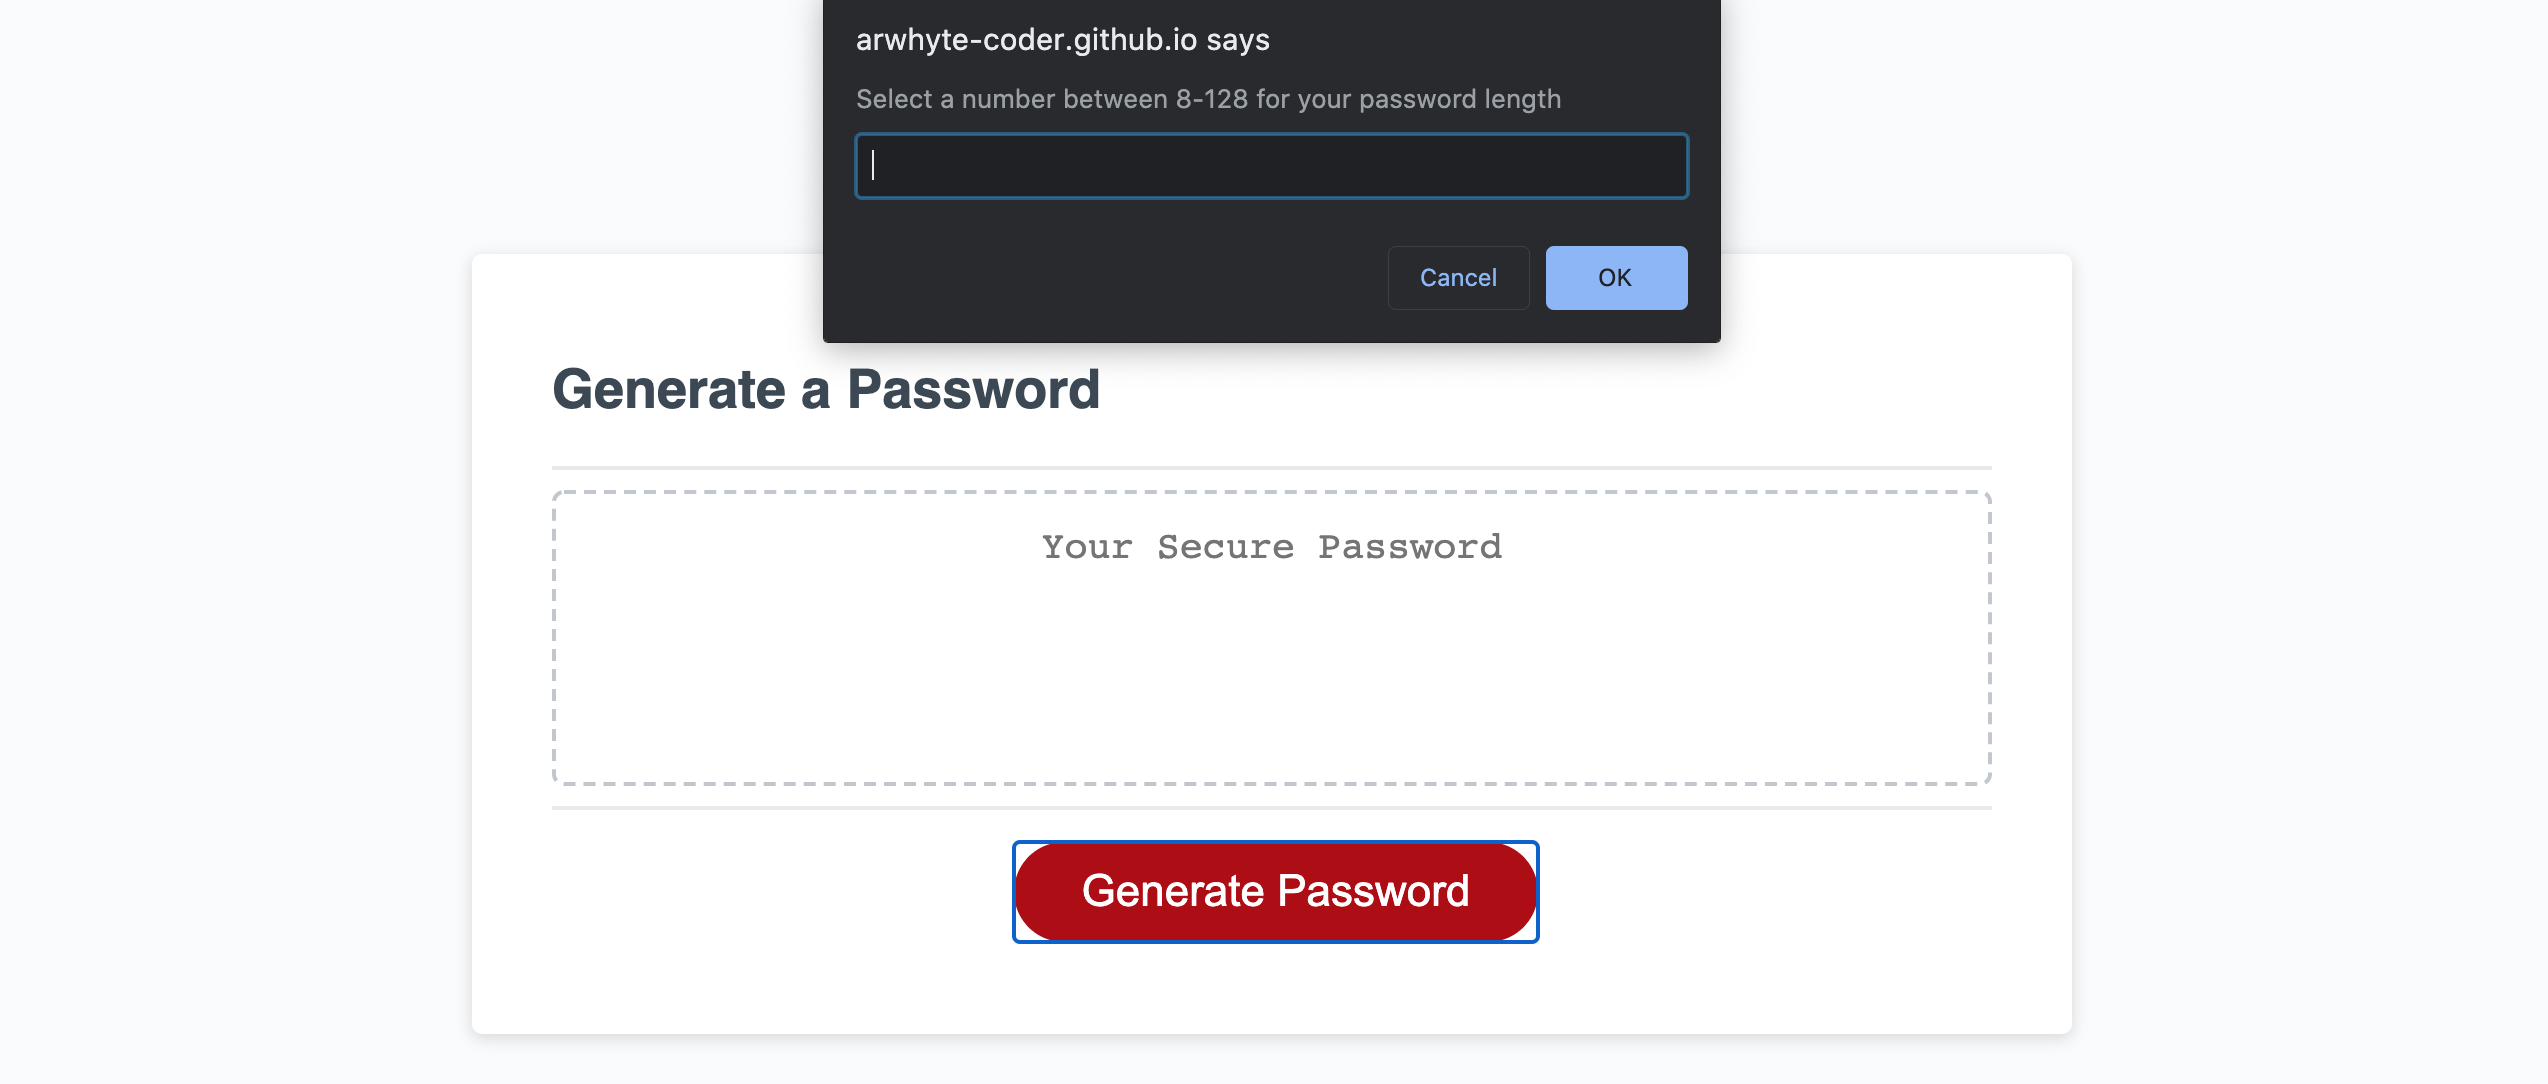 arwhyte-coder.github.io says
Select a number between 8-128 for your password length
Cancel
OK
Generate a Password
Your Secure Password
Generate Password